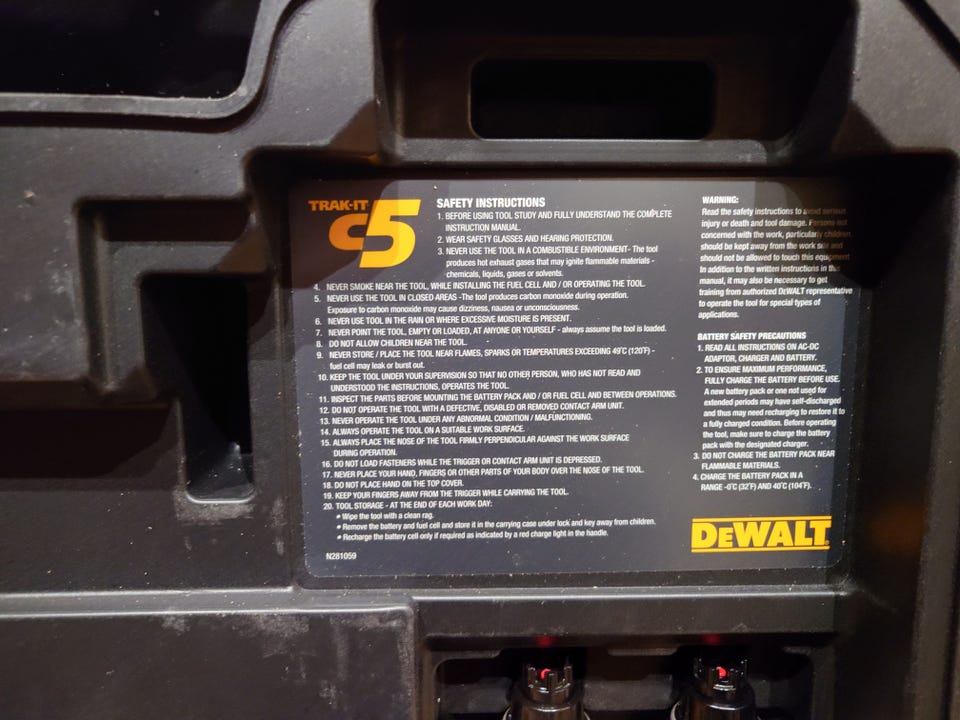 TRAK-IT
C5
SAFETY INSTRUCTIONS
1. BEFORE USING TOOL STUDY AND FULLY UNDERSTAND THE COMPLETE
INSTRUCTION MANUAL.
2. WEAR SAFETY GLASSES AND HEARING PROTECTION.
3. NEVER USE THE TOOL IN A COMBUSTIBLE ENVIRONMENT- The tool
produces hot exhaust gases that may ignite flammable materials -
chemicals, liquids, gases or solvents.
4. NEVER SMOKE NEAR THE TOOL, WHILE INSTALLING THE FUEL CELL AND / OR OPERATING THE TOOL.
5. NEVER USE THE TOOL IN CLOSED AREAS -The tool produces carbon monoxide during operation.
Exposure to carbon monoxide may cause dizziness, nausea or unconsciousness.
6. NEVER USE TOOL IN THE RAIN OR WHERE EXCESSIVE MOISTURE IS PRESENT.
7. NEVER POINT THE TOOL, EMPTY OR LOADED, AT ANYONE OR YOURSELF - always assume the tool is loaded.
8. DO NOT ALLOW CHILDREN NEAR THE TOOL.
9. NEVER STORE / PLACE THE TOOL NEAR FLAMES, SPARKS OR TEMPERATURES EXCEEDING 49°C (120°F) -
fuel cell may leak or burst out.
10. KEEP THE TOOL UNDER YOUR SUPERVISION SO THAT NO OTHER PERSON, WHO HAS NOT READ AND
UNDERSTOOD THE INSTRUCTIONS, OPERATES THE TOOL.
11. INSPECT THE PARTS BEFORE MOUNTING THE BATTERY PACK AND / OR FUEL CELL AND BETWEEN OPERATIONS.
12. DO NOT OPERATE THE TOOL WITH A DEFECTIVE, DISABLED OR REMOVED CONTACT ARM UNIT.
13. NEVER OPERATE THE TOOL UNDER ANY ABNORMAL CONDITION / MALFUNCTIONING.
14. ALWAYS OPERATE THE TOOL ON A SUITABLE WORK SURFACE.
15. ALWAYS PLACE THE NOSE OF THE TOOL FIRMLY PERPENDICULAR AGAINST THE WORK SURFACE
DURING OPERATION.
16. DO NOT LOAD FASTENERS WHILE THE TRIGGER OR CONTACT ARM UNIT IS DEPRESSED.
17. NEVER PLACE YOUR HAND, FINGERS OR OTHER PARTS OF YOUR BODY OVER THE NOSE OF THE TOOL.
18. DO NOT PLACE HAND ON THE TOP COVER.
19. KEEP YOUR FINGERS AWAY FROM THE TRIGGER WHILE CARRYING THE TOOL.
20. TOOL STORAGE - AT THE END OF EACH WORK DAY:
• Wipe the tool with a clean rag.
• Remove the battery and fuel cell and store it in the carrying case under lock and key away from children.
• Recharge the battery cell only if required as indicated by a red charge light in the handle.
N281059
WARNING:
Read the safety instructions to avoid serious
injury or death and tool damage. Persons not
concerned with the work, particularly children
should be kept away from the work site and
should not be allowed to touch this equipment
In addition to the written instructions in this
manual, it may also be necessary to get
training from authorized DeWALT representative
to operate the tool for special types of
applications.
BATTERY SAFETY PRECAUTIONS
1. READ ALL INSTRUCTIONS ON AC-DC
ADAPTOR, CHARGER AND BATTERY.
2. TO ENSURE MAXIMUM PERFORMANCE,
FULLY CHARGE THE BATTERY BEFORE USE.
A new battery pack or one not used for
extended periods may have self-discharged
and thus may need recharging to restore it to
a fully charged condition. Before operating
the tool, make sure to charge the battery
pack with the designated charger.
3. DO NOT CHARGE THE BATTERY PACK NEAR
FLAMMABLE MATERIALS.
4. CHARGE THE BATTERY PACK IN A
RANGE -0°C (32°F) AND 40°C (104°F).
DEWALT